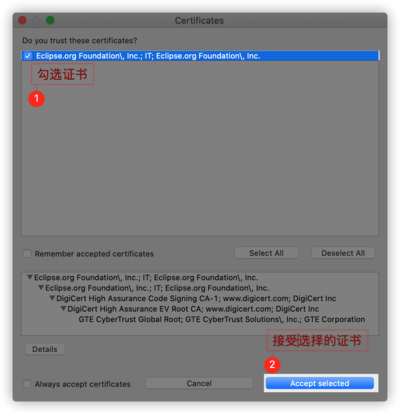 Certificates
Do you trust these certificates?
Eclipse.org Foundation\, Inc.; IT; Eclipse.org Foundation\, Inc.
勾选证书
1
Remember accepted certificates
Select All
Deselect All
Eclipse.org Foundation\, Inc.; IT; Eclipse.org Foundation\, Inc.
Eclipse.org Foundation\, Inc.; IT; Eclipse.org Foundation\, Inc.
DigiCert High Assurance Code Signing CA-1; www.digicert.com; DigiCert Inc
DigiCert High Assurance EV Root CA; www.digicert.com; DigiCert Inc
GTE CyberTrust Global Root; GTE CyberTrust Solutions\, Inc.; GTE Corporation
接受选择的证书
Details
2
Always accept certificates
Cancel
Accept selected